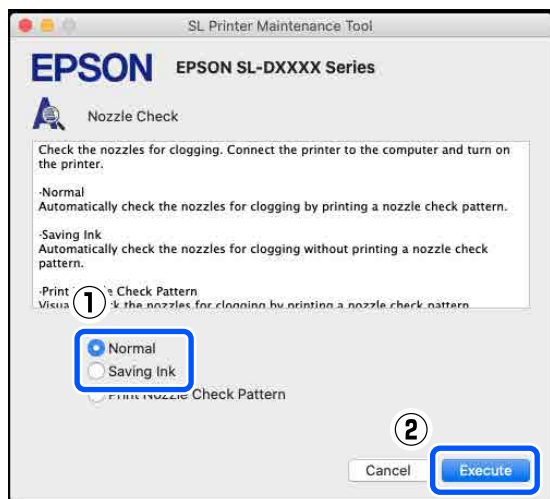 SL Printer Maintenance Tool
EPSON EPSON SL-DXXXX Series
Nozzle Check
Check the nozzles for clogging. Connect the printer to the computer and turn on
the printer.
·Normal
Automatically check the nozzles for clogging by printing a nozzle check pattern.
·Saving Ink
Automatically check the nozzles for clogging without printing a nozzle check
pattern.
·Print Check Pattern
the nozzles for clogging by printing a nozzle check pattern.
①
Normal
Saving Ink
Print Nozzle Check Pattern
②
Cancel Execute